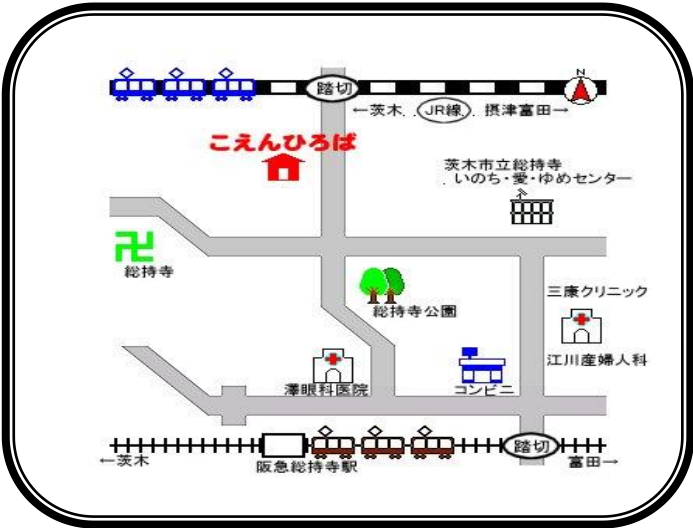 N
踏切
←茨木 JR線 摂津富田→
こえんひろば
茨木市立総持寺
いのち・愛・ゆめセンター
総持寺
三康クリニック
総持寺公園
江川産婦人科
澤眼科医院
コンビニ
踏切
←茨木
阪急総持寺駅
富田→